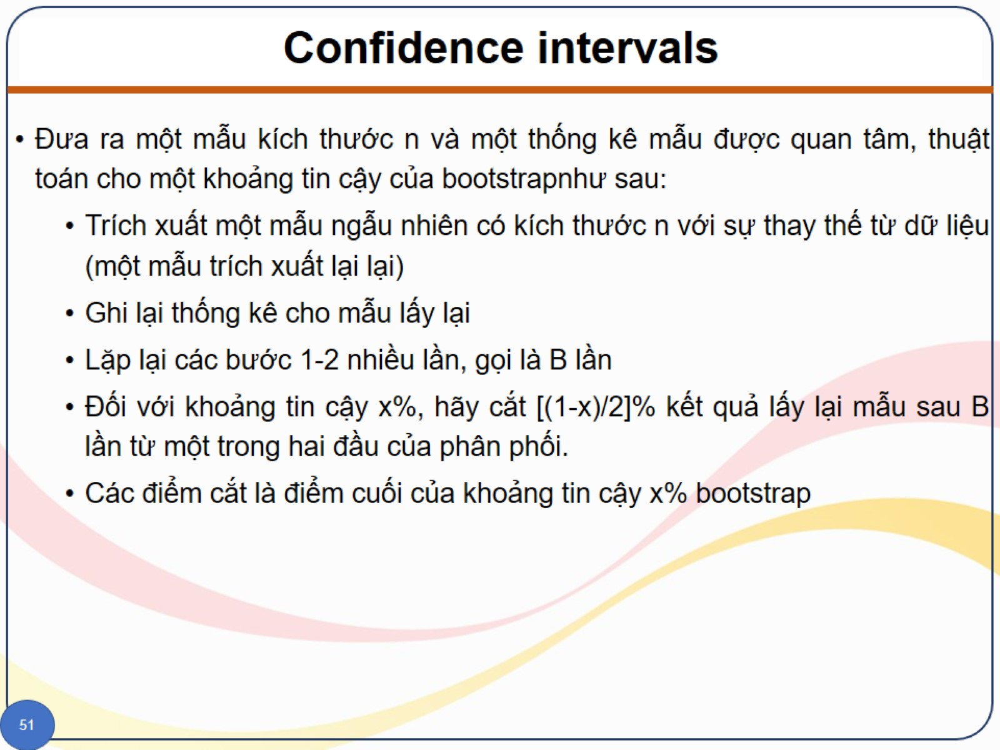 Confidence intervals
• Đưa ra một mẫu kích thước n và một thống kê mẫu được quan tâm, thuật
toán cho một khoảng tin cậy của bootstrapnhư sau:
• Trích xuất một mẫu ngẫu nhiên có kích thước n với sự thay thế từ dữ liệu
(một mẫu trích xuất lại lại)
• Ghi lại thống kê cho mẫu lấy lại
• Lặp lại các bước 1-2 nhiều lần, gọi là B lần
• Đối với khoảng tin cậy x%, hãy cắt [(1-x)/2]% kết quả lấy lại mẫu sau B
lần từ một trong hai đầu của phân phối.
• Các điểm cắt là điểm cuối của khoảng tin cậy x% bootstrap
51